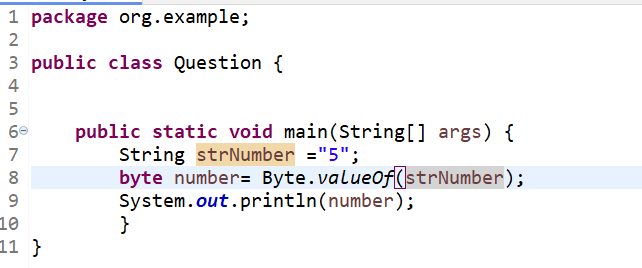 1 package org.example;
2
3 public class Question {
4
5
6 public static void main(String[] args) {
7 String strNumber ="5";
8 byte number= Byte.valueOf(strNumber);
9 System.out.println(number);
10 }
11 }